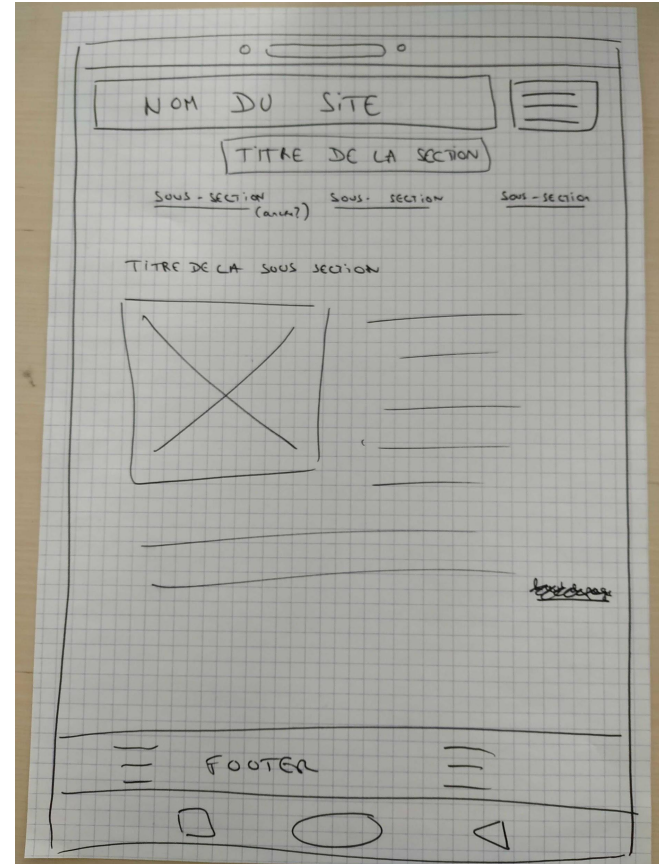 NOM DU SiTE
TITRE DE LA SECTION
SOUS-SECTION SOUS-SECTION SOUS-SECTION
TITRE DE LA SOUS SECTION
FOOTER